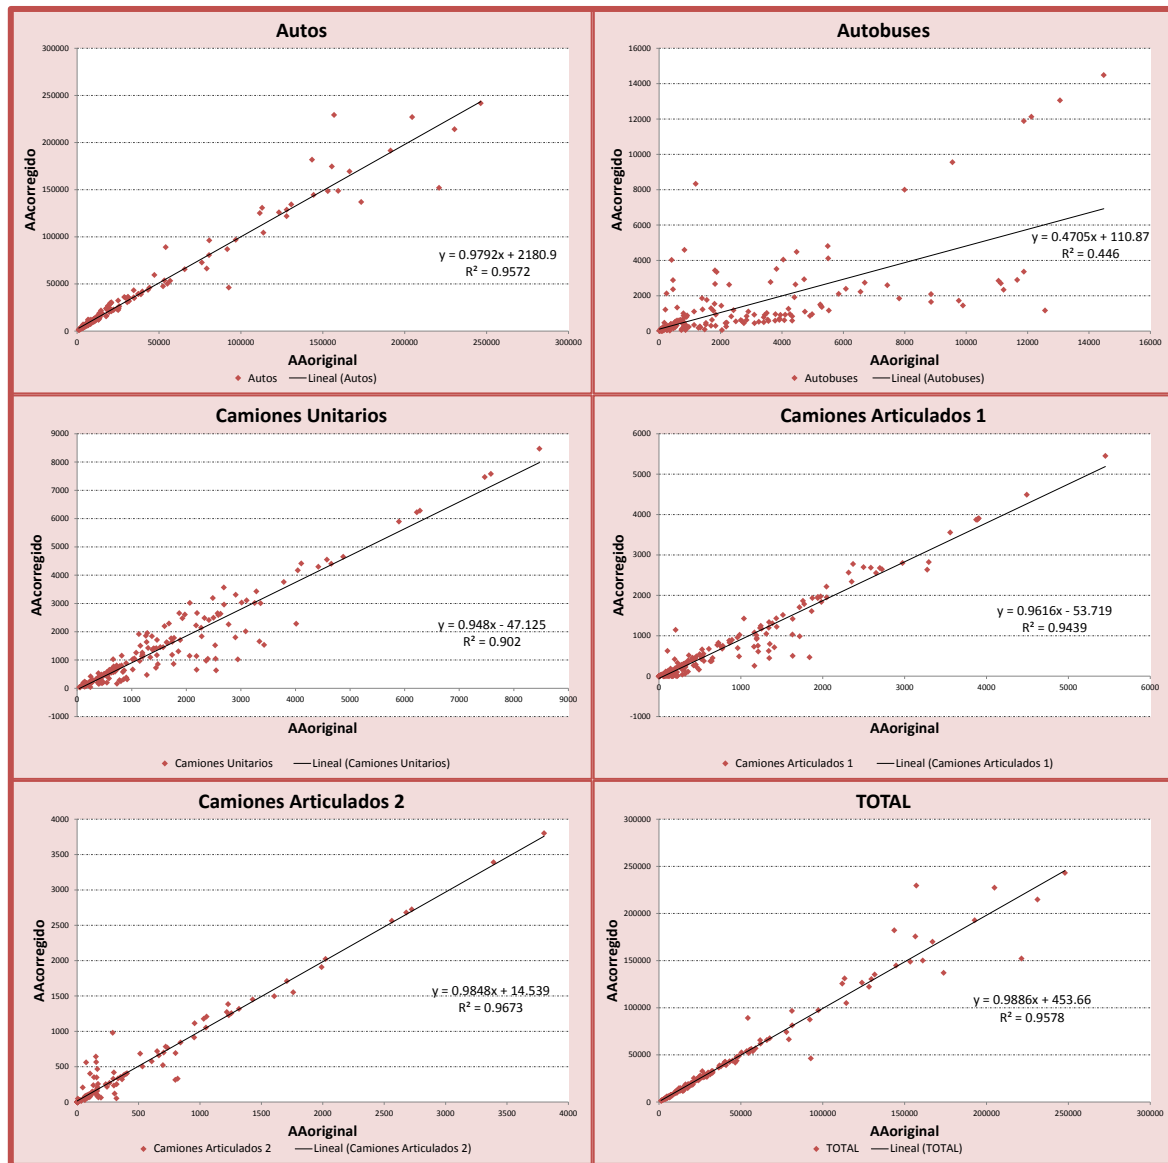 Autos
300000
250000
200000
150000
100000
50000
0
AAcorregido
y = 0.9792x + 2180.9
R² = 0.9572
0 50000 100000 150000 200000 250000 300000
AAoriginal
Autos Lineal (Autos)
Autobuses
16000
14000
12000
10000
8000
6000
4000
2000
0
AAcorregido
y = 0.4705x + 110.87
R² = 0.446
0 2000 4000 6000 8000 10000 12000 14000 16000
AAoriginal
Autobuses Lineal (Autobuses)
Camiones Unitarios
9000
8000
7000
6000
5000
4000
3000
2000
1000
0
-1000
AAcorregido
y = 0.948x - 47.125
R² = 0.902
0 1000 2000 3000 4000 5000 6000 7000 8000 9000
AAoriginal
Camiones Unitarios Lineal (Camiones Unitarios)
Camiones Articulados 1
6000
5000
4000
3000
2000
1000
0
-1000
AAcorregido
y = 0.9616x - 53.719
R² = 0.9439
0 1000 2000 3000 4000 5000 6000
AAoriginal
Camiones Articulados 1 Lineal (Camiones Articulados 1)
Camiones Articulados 2
4000
3500
3000
2500
2000
1500
1000
500
0
AAcorregido
y = 0.9848x + 14.539
R² = 0.9673
0 500 1000 1500 2000 2500 3000 3500 4000
AAoriginal
Camiones Articulados 2 Lineal (Camiones Articulados 2)
TOTAL
300000
250000
200000
150000
100000
50000
0
AAcorregido
y = 0.9886x + 453.66
R² = 0.9578
0 50000 100000 150000 200000 250000 300000
AAoriginal
TOTAL Lineal (TOTAL)